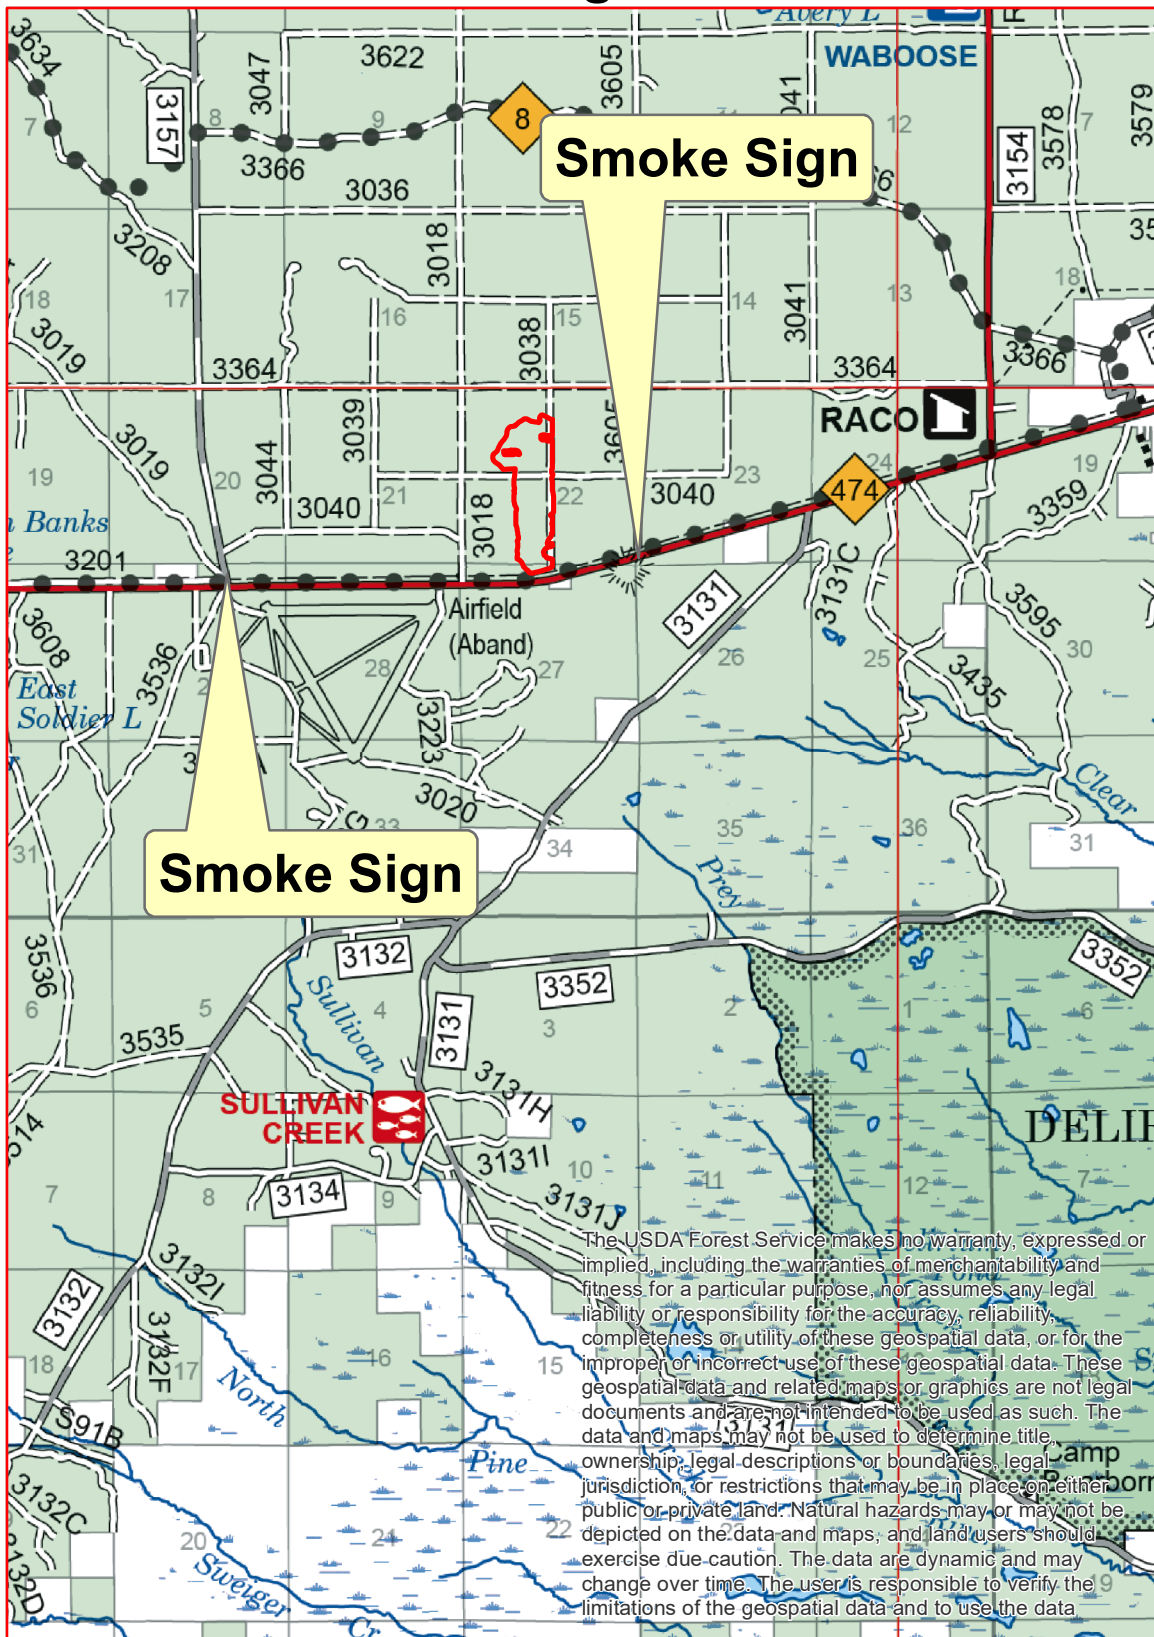 Avery L
WABOOSE
3634
3047
3622
3605
3041
3579
3578
7
8
9
8
12
7
3157
3154
3366
3036
Smoke Sign
3208
3018
18
17
16
15
14
13
18
3019
3038
3041
3364
3364
3366
RACO
3039
3019
3044
19
20
21
22
23
24
19
3040
3018
3040
474
3359
Banks
3201
3131C
3131
3595
Airfield
(Aband)
3608
3536
28
27
26
25
30
East
Soldier L
3435
3223
3020
Clear
33
34
35
36
31
31
Smoke Sign
Prey
3536
3132
3352
3352
Sullivan
6
5
4
3
2
1
6
3535
3131
3131H
SULLIVAN
CREEK
3131I
3514
7
8
9
10
11
12
7
3134
3131J
The USDA Forest Service makes no warranty, expressed or
implied, including the warranties of merchantability and
fitness for a particular purpose, nor assumes any legal
liability or responsibility for the accuracy, reliability,
completeness or utility of these geospatial data, or for the
improper or incorrect use of these geospatial data. These
geospatial data and related maps or graphics are not legal
documents and are not intended to be used as such. The
data and maps may not be used to determine title,
ownership, legal descriptions or boundaries, legal
jurisdiction, or restrictions that may be in place on either
public or private land. Natural hazards may or may not be
depicted on the data and maps, and land users should
exercise due caution. The data are dynamic and may
change over time. The user is responsible to verify the
limitations of the geospatial data and to use the data
3132I
3132
3132F
18
17
16
15
North
S91B
Pine
Camp
3132C
20
21
22
19
Sweiger
3132D
Cr